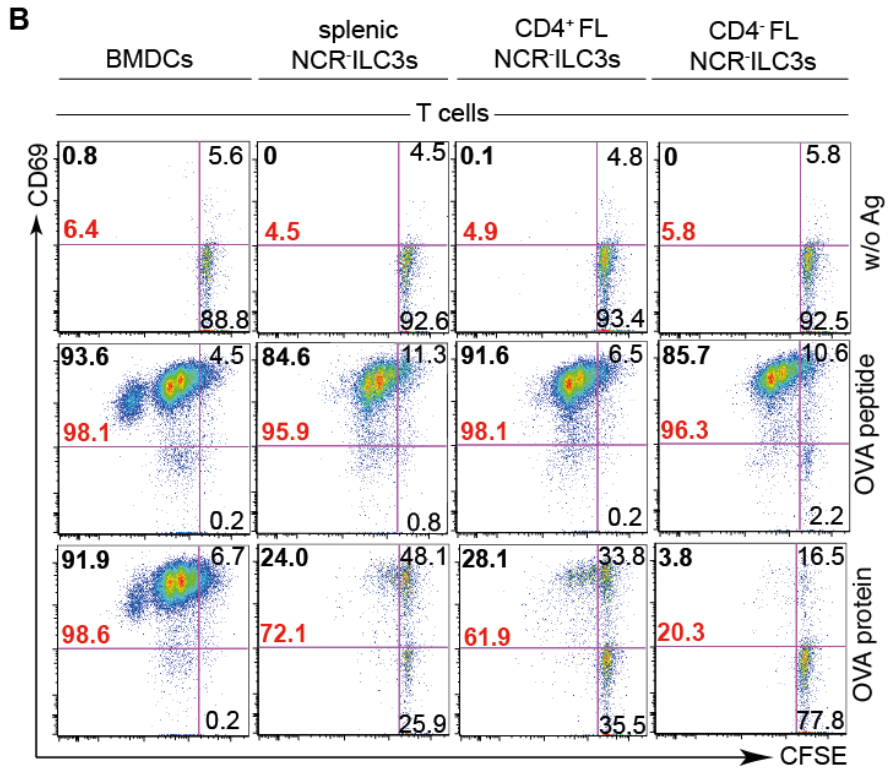 B
BMDCs
splenic
NCR⁻ILC3s
CD4⁺ FL
NCR⁻ILC3s
CD4⁻ FL
NCR⁻ILC3s
T cells
CD69
0.8 5.6
6.4
88.8
0 4.5
4.5
92.6
0.1 4.8
4.9
93.4
0 5.8
5.8
92.5
w/o Ag
93.6 4.5
98.1
0.2
84.6 11.3
95.9
0.8
91.6 6.5
98.1
0.2
85.7 10.6
96.3
2.2
OVA peptide
91.9 6.7
98.6
0.2
24.0 48.1
72.1
25.9
28.1 33.8
61.9
35.5
3.8 16.5
20.3
77.8
OVA protein
CFSE